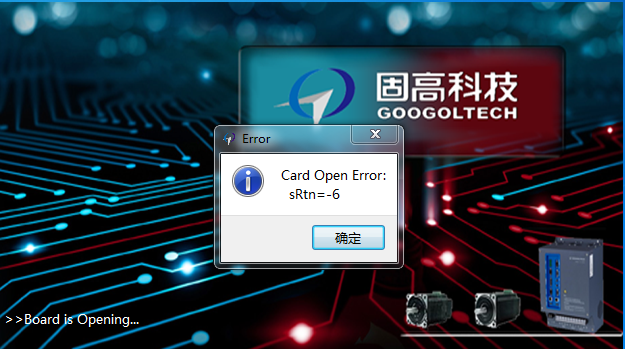 固高科技
GOOGOLTECH
Error
Card Open Error:
sRtn=-6
确定
>>Board is Opening...